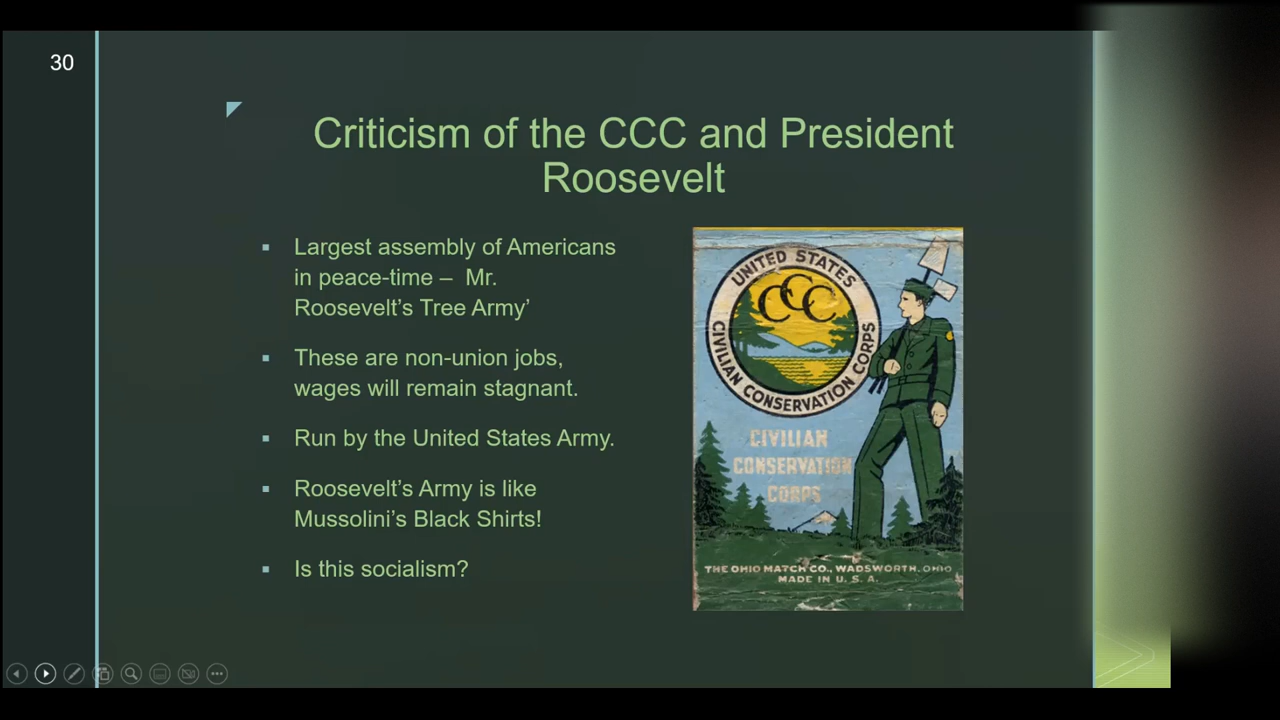 30
Criticism of the CCC and President
Roosevelt
▪ Largest assembly of Americans
in peace-time – Mr.
Roosevelt’s Tree Army’
▪ These are non-union jobs,
wages will remain stagnant.
▪ Run by the United States Army.
▪ Roosevelt’s Army is like
Mussolini’s Black Shirts!
▪ Is this socialism?
UNITED STATES
CCC
CIVILIAN CONSERVATION CORPS
CIVILIAN
CONSERVATION
CORPS
THE OHIO MATCH CO., WADSWORTH, OHIO
MADE IN U. S. A.